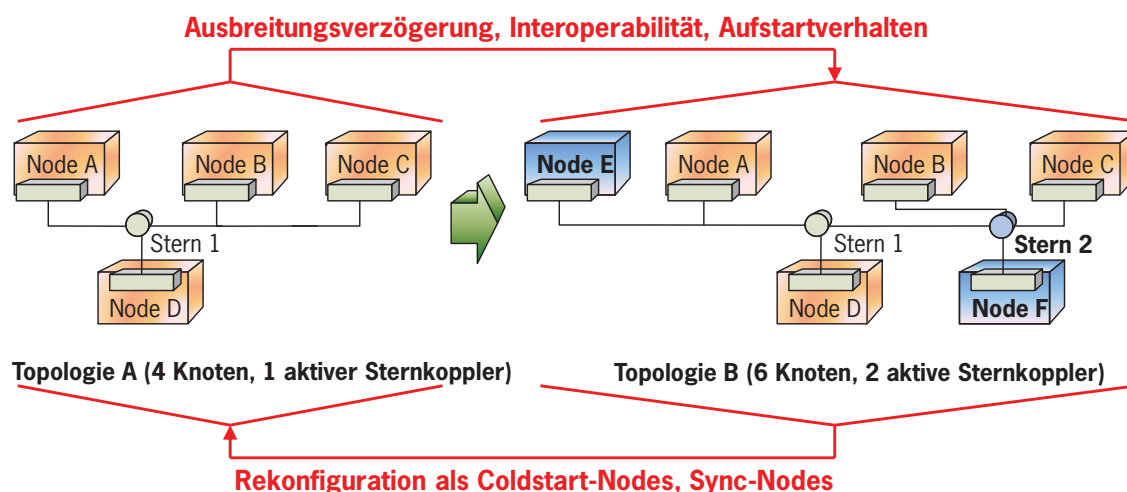 Ausbreitungsverzögerung, Interoperabilität, Aufstartverhalten
Node A
Node B
Node C
Stern 1
Node D
Node E
Node A
Node B
Node C
Stern 1
Stern 2
Node D
Node F
Topologie A (4 Knoten, 1 aktiver Sternkoppler)
Topologie B (6 Knoten, 2 aktive Sternkoppler)
Rekonfiguration als Coldstart-Nodes, Sync-Nodes